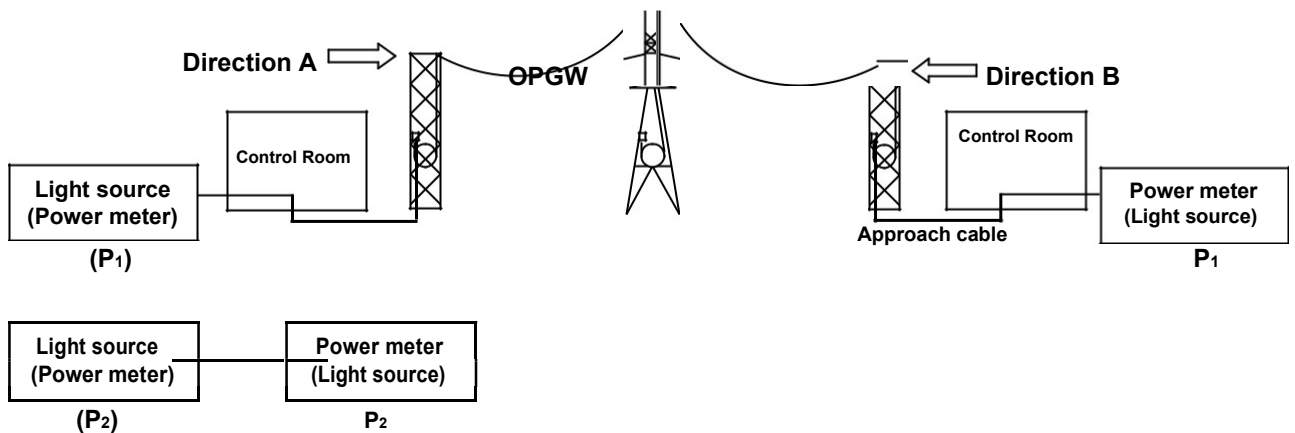 Direction A
OPGW
Direction B
Control Room
Control Room
Light source
(Power meter)
Power meter
(Light source)
Approach cable
(P₁)
P₁
Light source
(Power meter)
Power meter
(Light source)
(P₂)
P₂